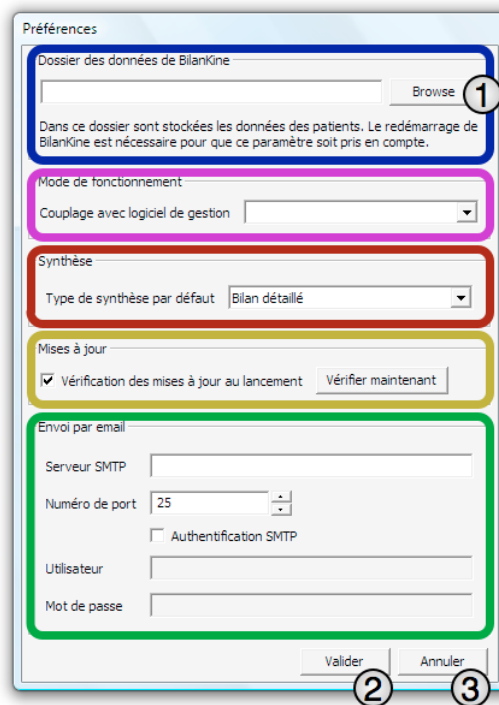 Préférences
Dossier des données de BilanKine
Browse
1
Dans ce dossier sont stockées les données des patients. Le redémarrage de
BilanKine est nécessaire pour que ce paramètre soit pris en compte.
Mode de fonctionnement
Couplage avec logiciel de gestion
Synthèse
Type de synthèse par défaut Bilan détaillé
Mises à jour
Vérification des mises à jour au lancement Vérifier maintenant
Envoi par email
Serveur SMTP
Numéro de port 25
Authentification SMTP
Utilisateur
Mot de passe
Valider Annuler
2 3